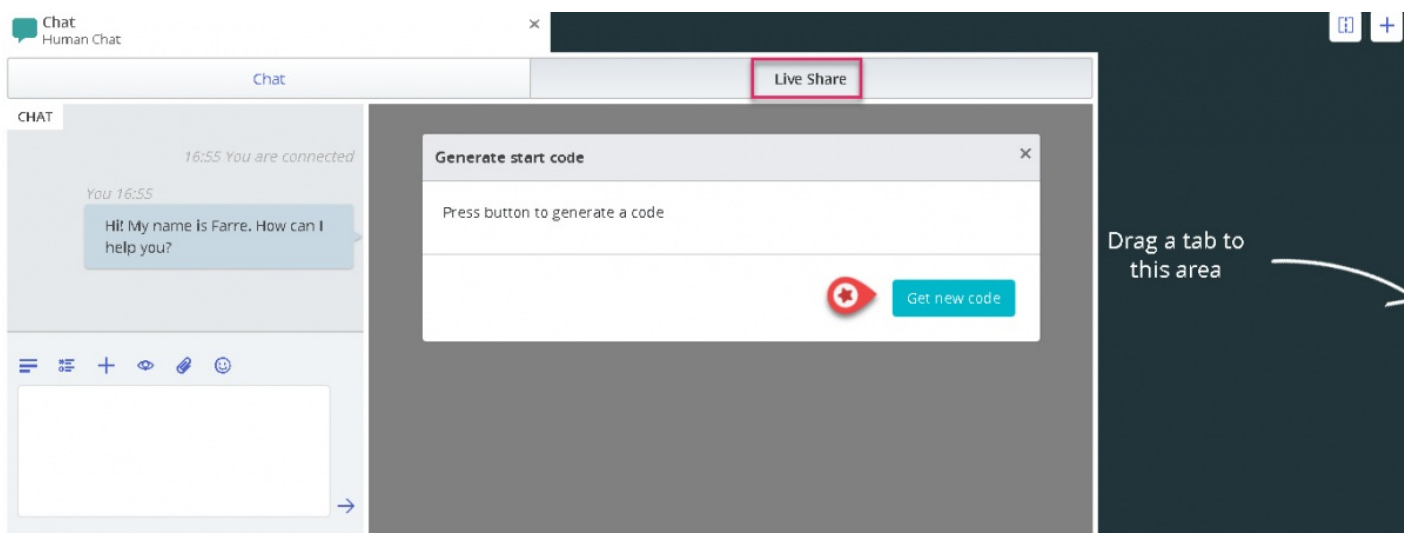 Chat
Human Chat
Chat
Live Share
CHAT
16:55 You are connected
You 16:55
Hi! My name is Farre. How can I
help you?
Generate start code
Press button to generate a code
Get new code
Drag a tab to
this area